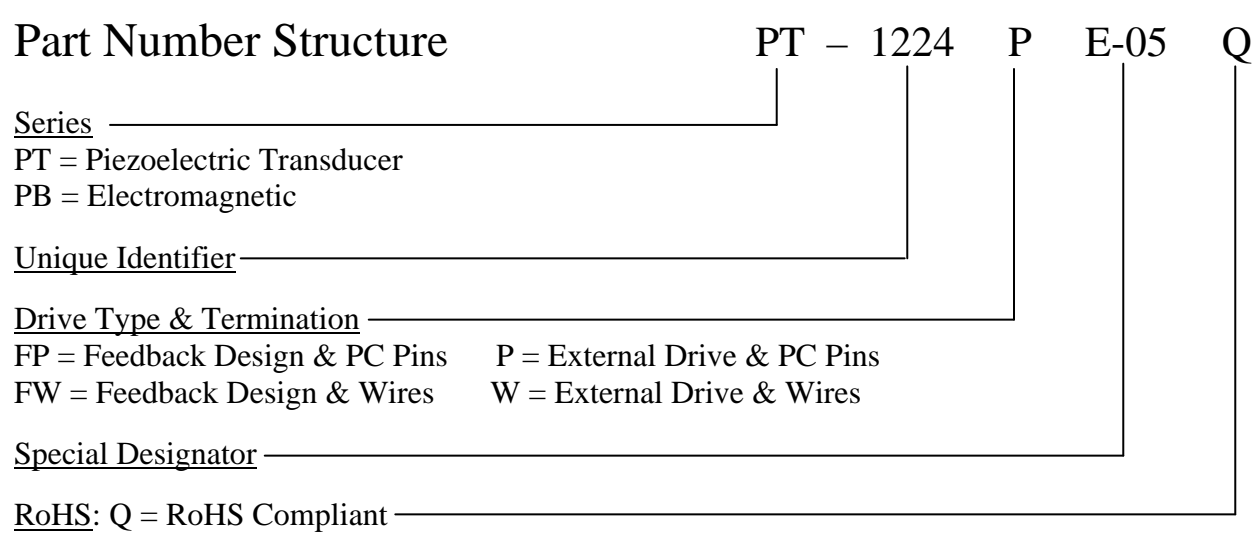 Part Number Structure PT – 1224 P E-05 Q
Series
PT = Piezoelectric Transducer
PB = Electromagnetic
Unique Identifier
Drive Type & Termination
FP = Feedback Design & PC Pins P = External Drive & PC Pins
FW = Feedback Design & Wires W = External Drive & Wires
Special Designator
RoHS: Q = RoHS Compliant